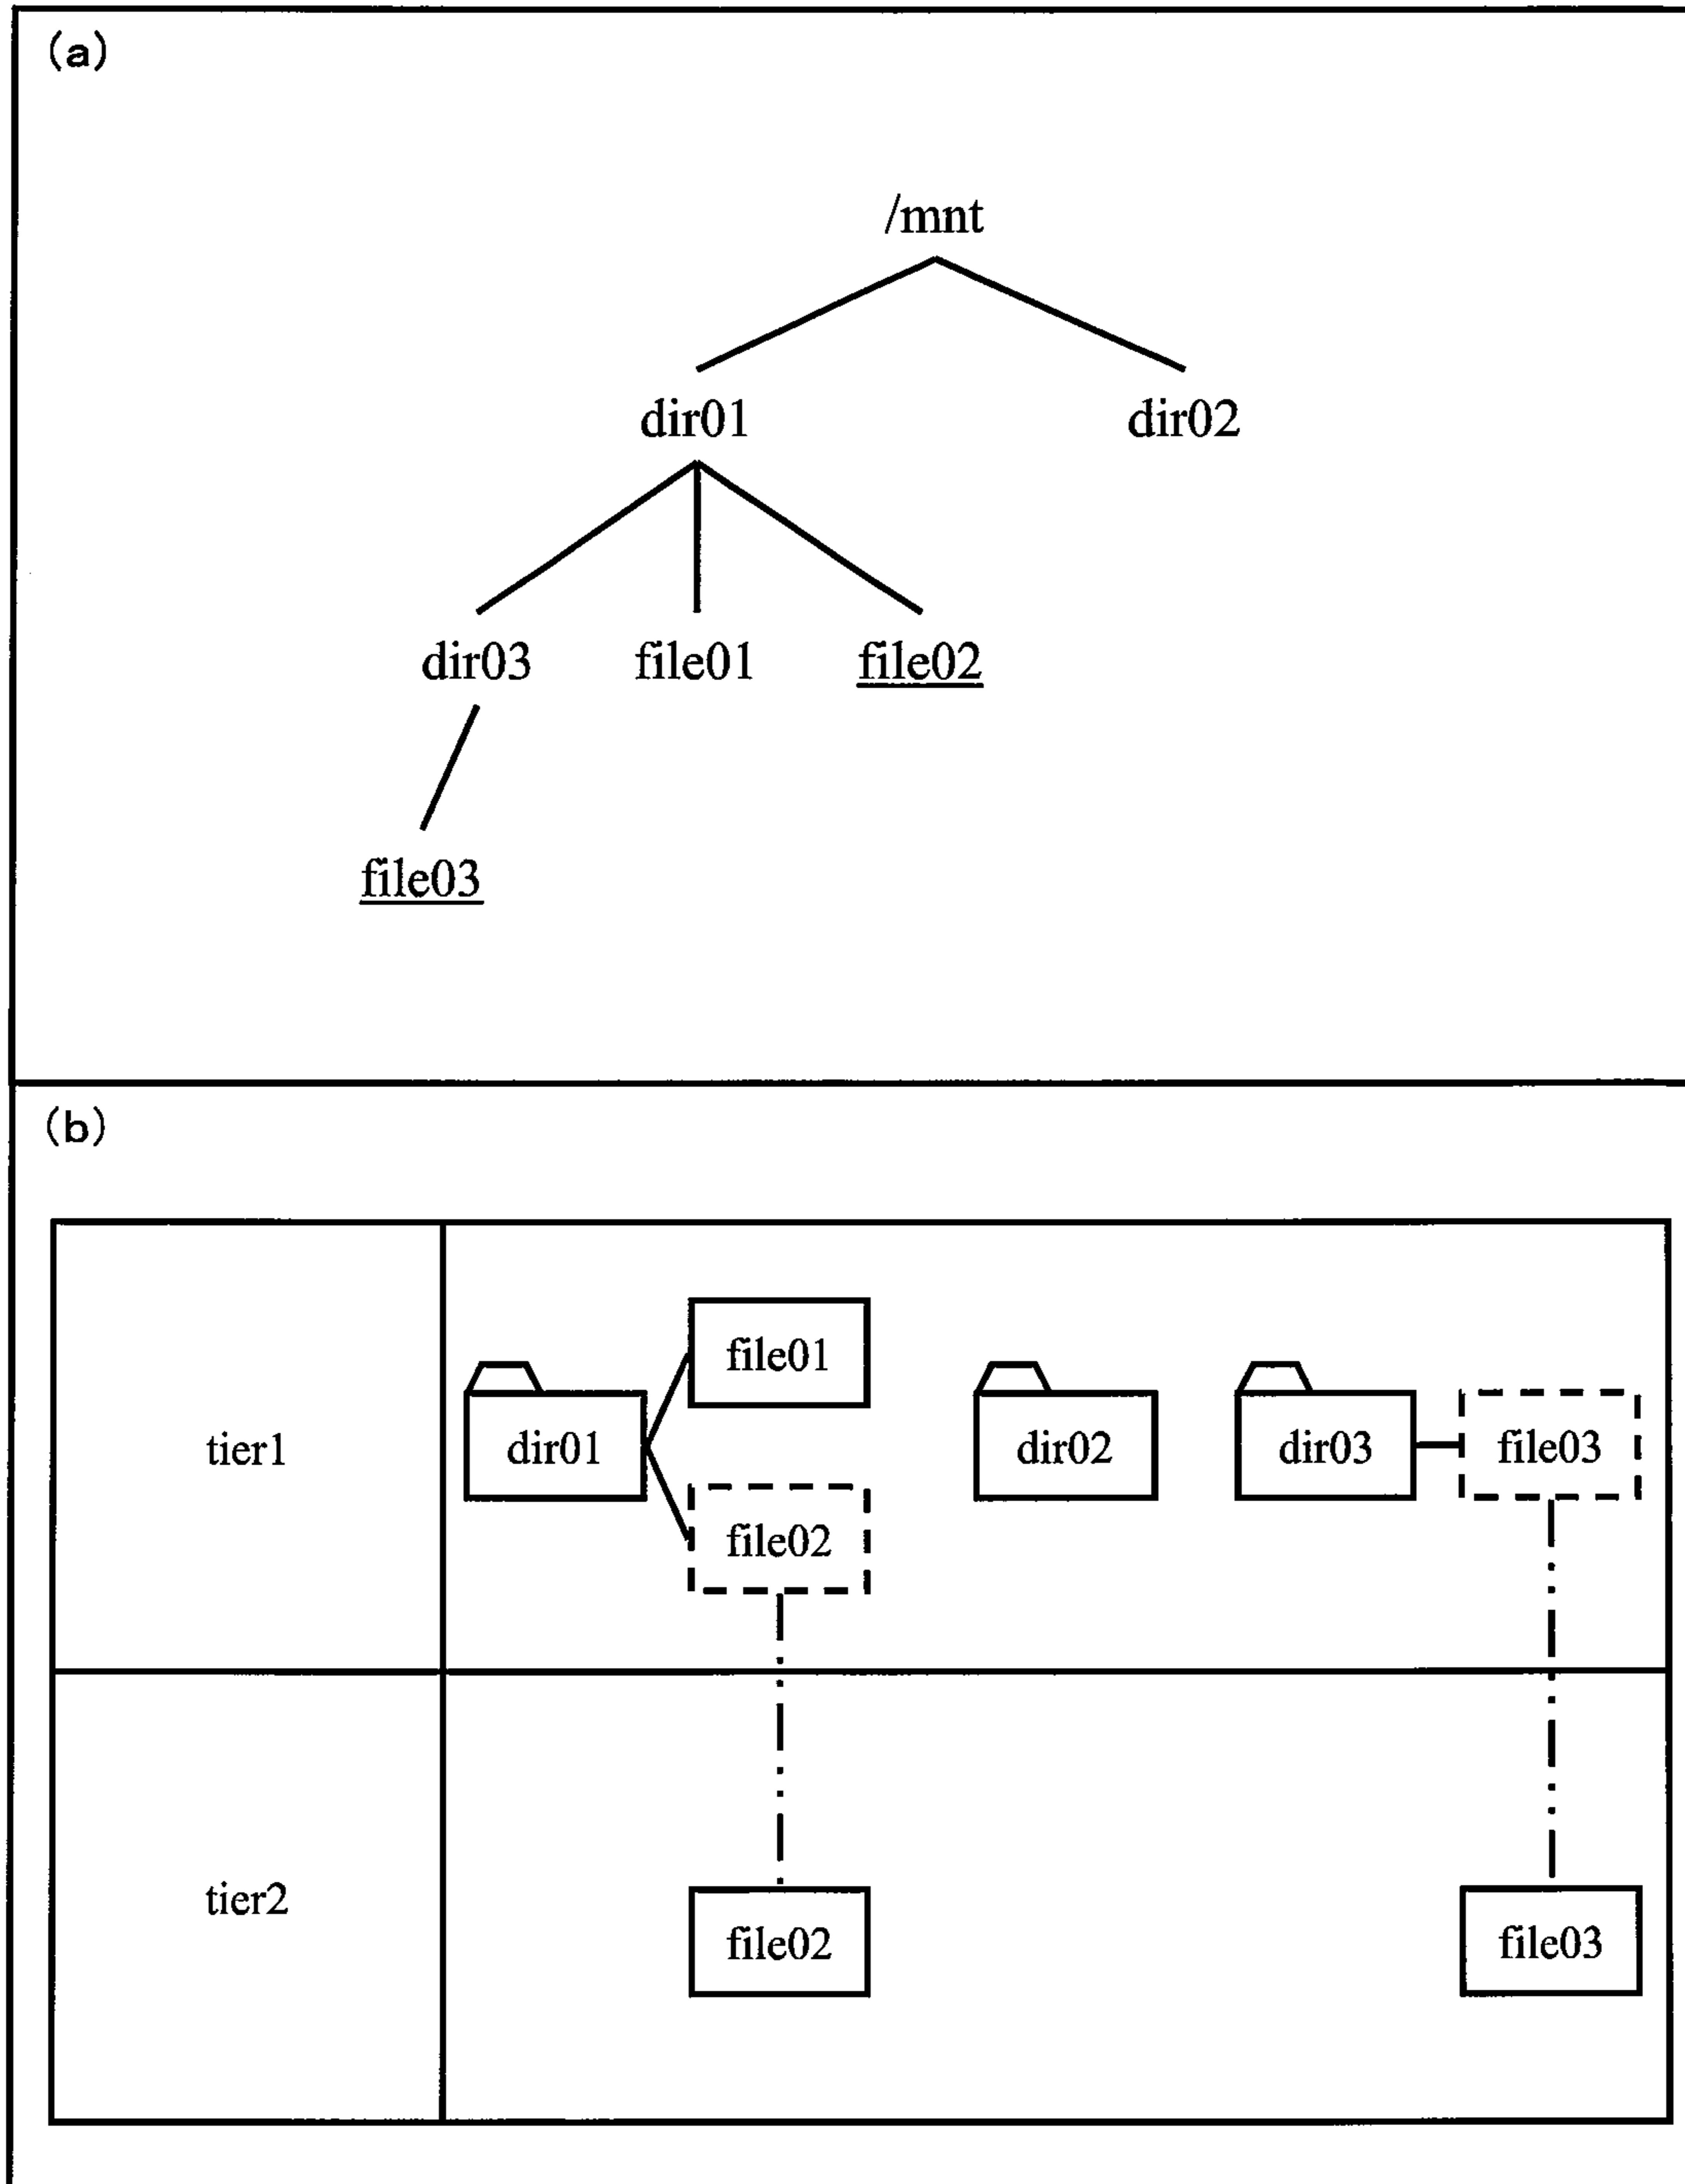 (a)
/mnt
dir01 dir02
dir03 file01 file02
file03
(b)
file01
tier1 dir01 dir02 dir03 file03
file02
tier2 file02 file03